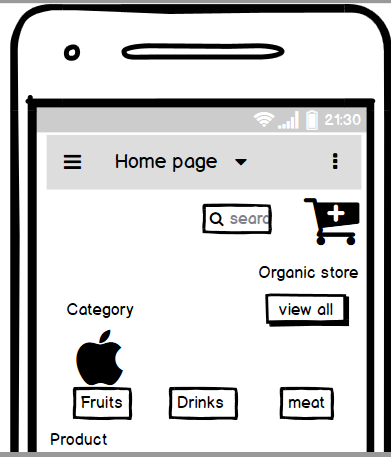 21:30
Home page
searc
Organic store
Category
view all
Fruits
Drinks
meat
Product